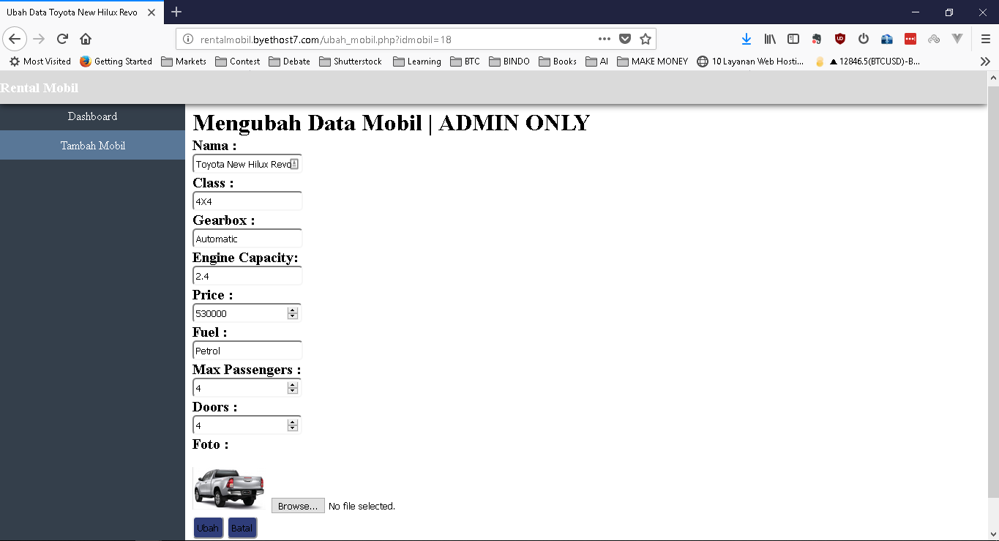 Ubah Data Toyota New Hilux Revo
rentalmobil.byethost7.com/ubah_mobil.php?idmobil=18
Most Visited Getting Started Markets Contest Debate Shutterstock Learning BTC BINDO Books AI MAKE MONEY 10 Layanan Web Hosti... ▲ 12846.5(BTCUSD)-B...
Rental Mobil
Dashboard
Tambah Mobil
Mengubah Data Mobil | ADMIN ONLY
Nama :
Toyota New Hilux Revo
Class :
4X4
Gearbox :
Automatic
Engine Capacity:
2.4
Price :
530000
Fuel :
Petrol
Max Passengers :
4
Doors :
4
Foto :
Browse... No file selected.
Ubah Batal